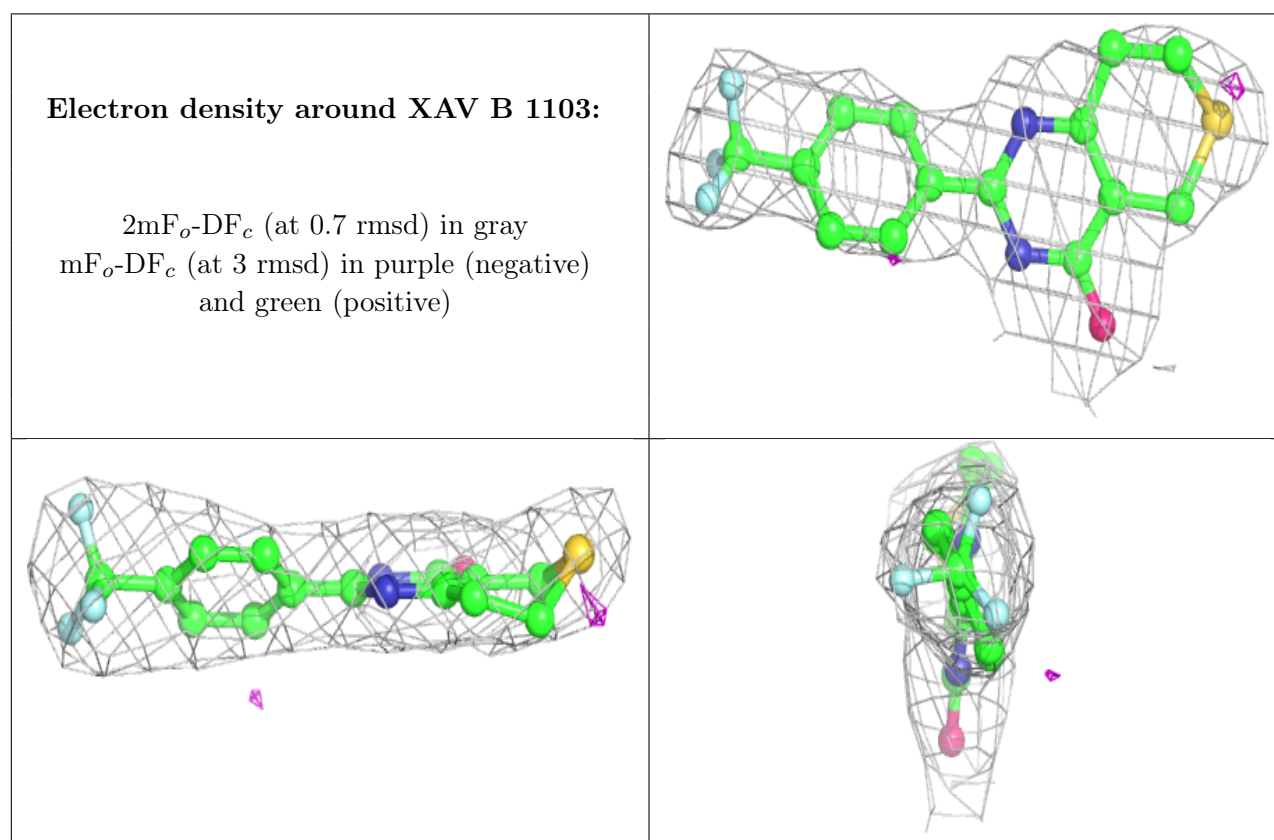 Electron density around XAV B 1103:
2mFₒ-DF𝒸 (at 0.7 rmsd) in gray
mFₒ-DF𝒸 (at 3 rmsd) in purple (negative)
and green (positive)